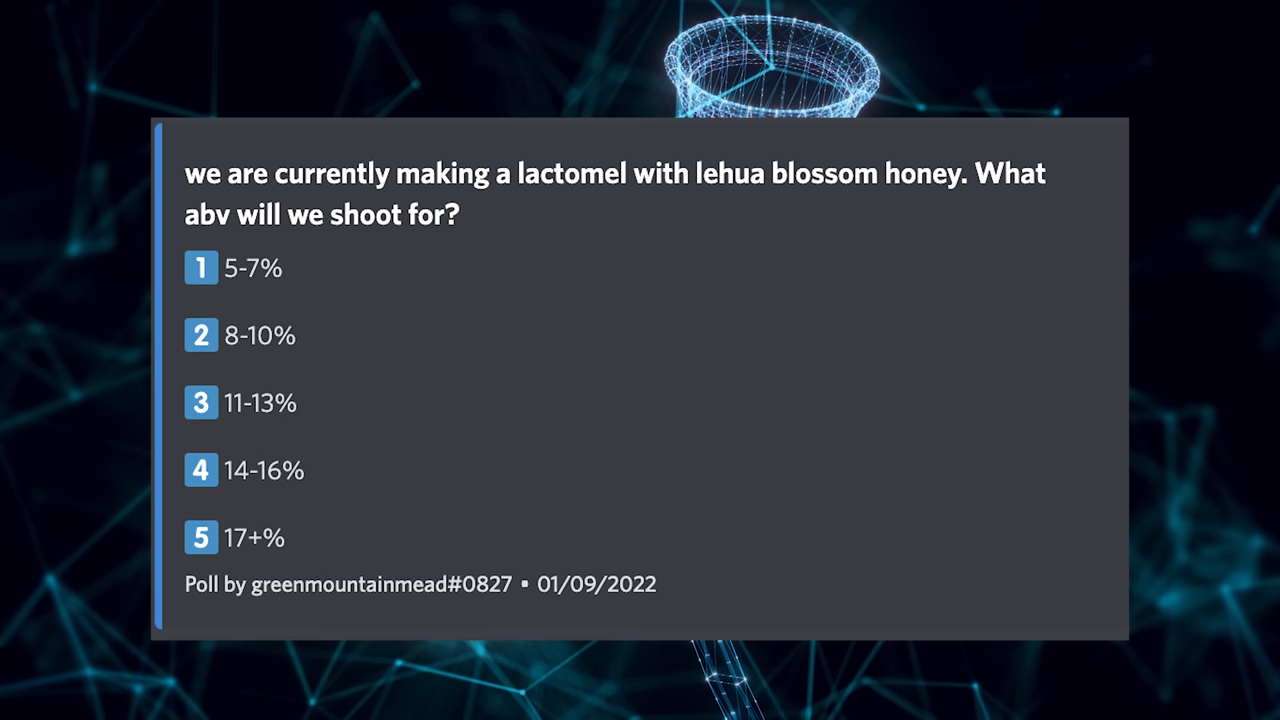 we are currently making a lactomel with lehua blossom honey. What
abv will we shoot for?
1 5-7%
2 8-10%
3 11-13%
4 14-16%
5 17+%
Poll by greenmountainmead#0827 ▪ 01/09/2022